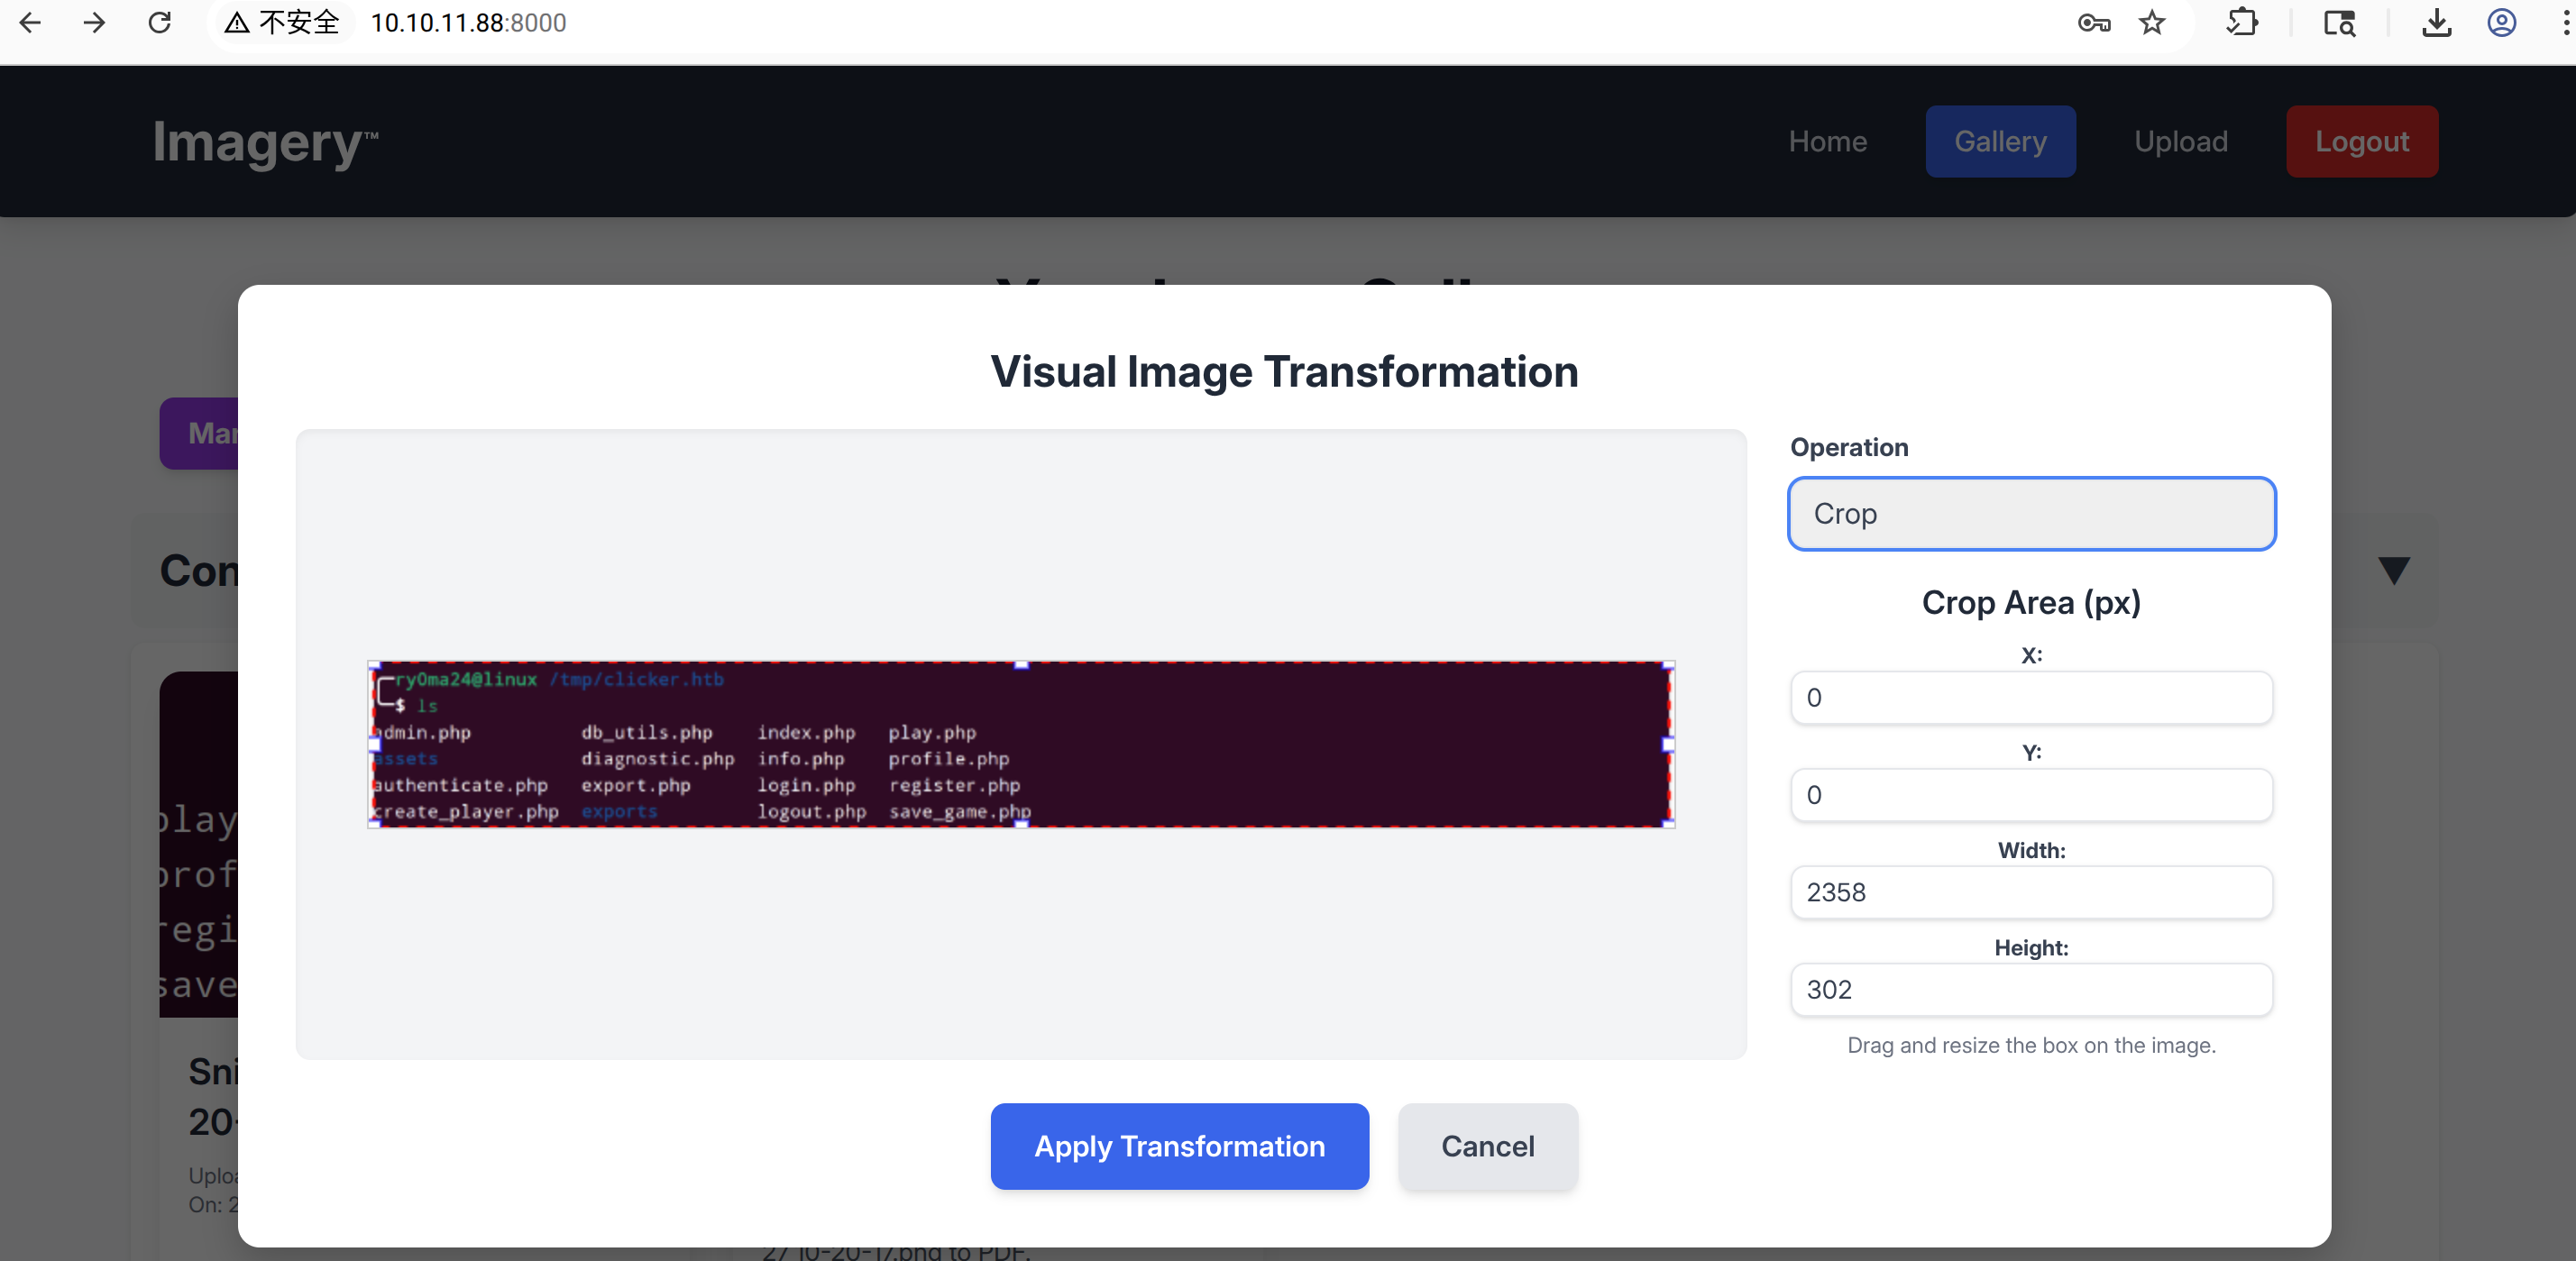 不安全 10.10.11.88:8000
Imagery™ Home Gallery Upload Logout
Visual Image Transformation
Operation
Crop
Crop Area (px)
X:
0
Y:
0
Width:
2358
Height:
302
Drag and resize the box on the image.
ry0ma24@linux /tmp/clicker.htb
$ ls
admin.php db_utils.php index.php play.php
assets diagnostic.php info.php profile.php
authenticate.php export.php login.php register.php
create_player.php exports logout.php save_game.php
Apply Transformation Cancel
Mar
Con
play
prof
regi
save
Sni
20-
Uploa
On: 2
27 10-20-17.png to PDF.